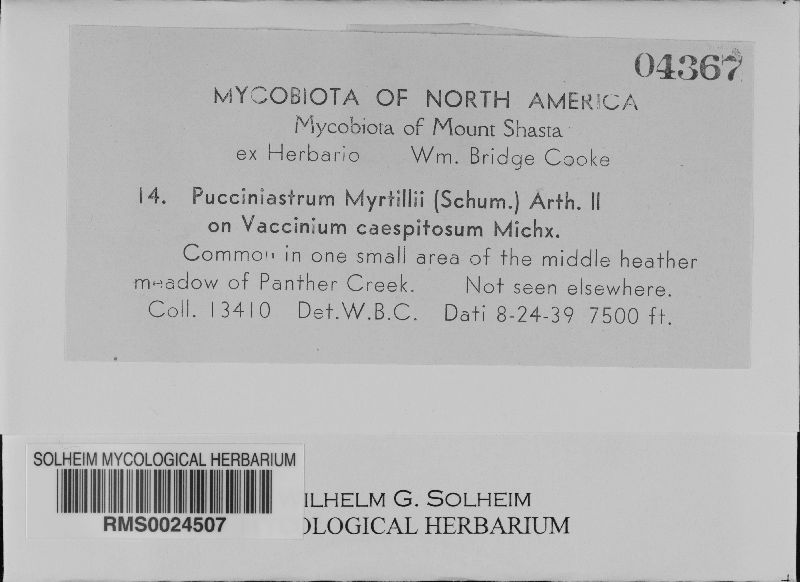 04367
MYCOBIOTA OF NORTH AMERICA
Mycobiota of Mount Shasta
ex Herbario Wm. Bridge Cooke
14. Pucciniastrum Myrtillii (Schum.) Arth. II
on Vaccinium caespitosum Michx.
Common in one small area of the middle heather
meadow of Panther Creek. Not seen elsewhere.
Coll. 13410 Det.W.B.C. Dati 8-24-39 7500 ft.
SOLHEIM MYCOLOGICAL HERBARIUM
RMS0024507
ILHELM G. SOLHEIM
OLOGICAL HERBARIUM